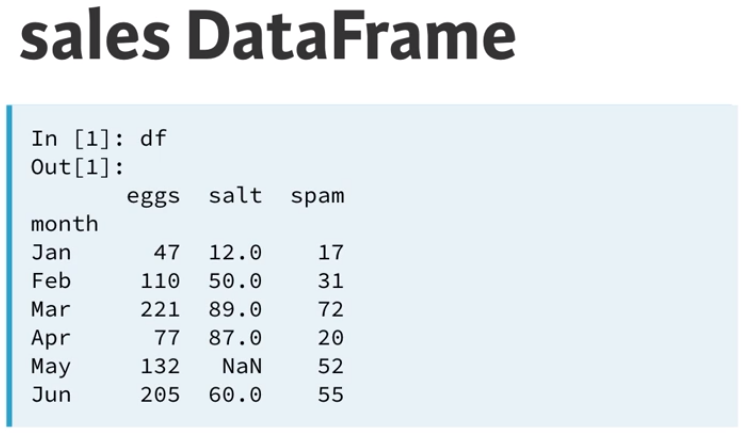 sales DataFrame
In [1]: df
Out[1]:
       eggs  salt  spam
month
Jan      47  12.0    17
Feb     110  50.0    31
Mar     221  89.0    72
Apr      77  87.0    20
May     132   NaN    52
Jun     205  60.0    55